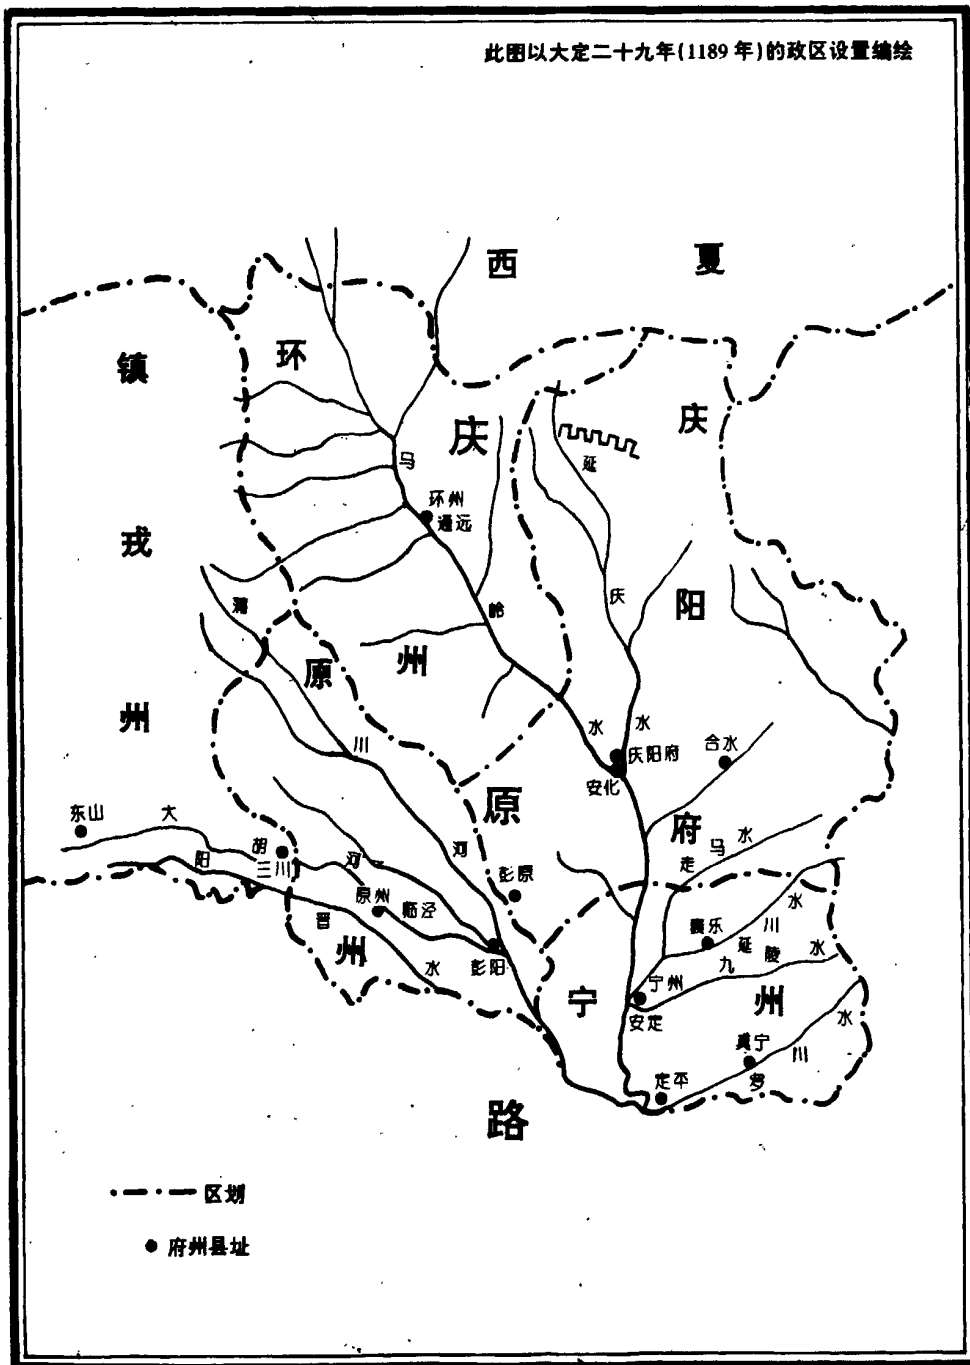 此图以大定二十九年(1189年)的政区设置编绘
西夏
镇戎州
环州
庆原路
庆阳府
原州
宁州
马岭水
延庆水
环州
通远
蒲川河
庆阳府
安化
合水
东山
大胡河
三川
阳晋水
原州
临泾
彭阳
彭原
走马水
襄乐
延川水
九陵水
宁州
安定
真宁
定平
川水
区划
府州县址